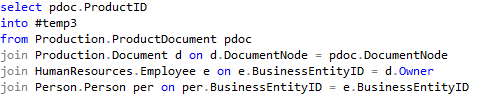 select pdoc.ProductID
into #temp3
from Production.ProductDocument pdoc
join Production.Document d on d.DocumentNode = pdoc.DocumentNode
join HumanResources.Employee e on e.BusinessEntityID = d.Owner
join Person.Person per on per.BusinessEntityID = e.BusinessEntityID